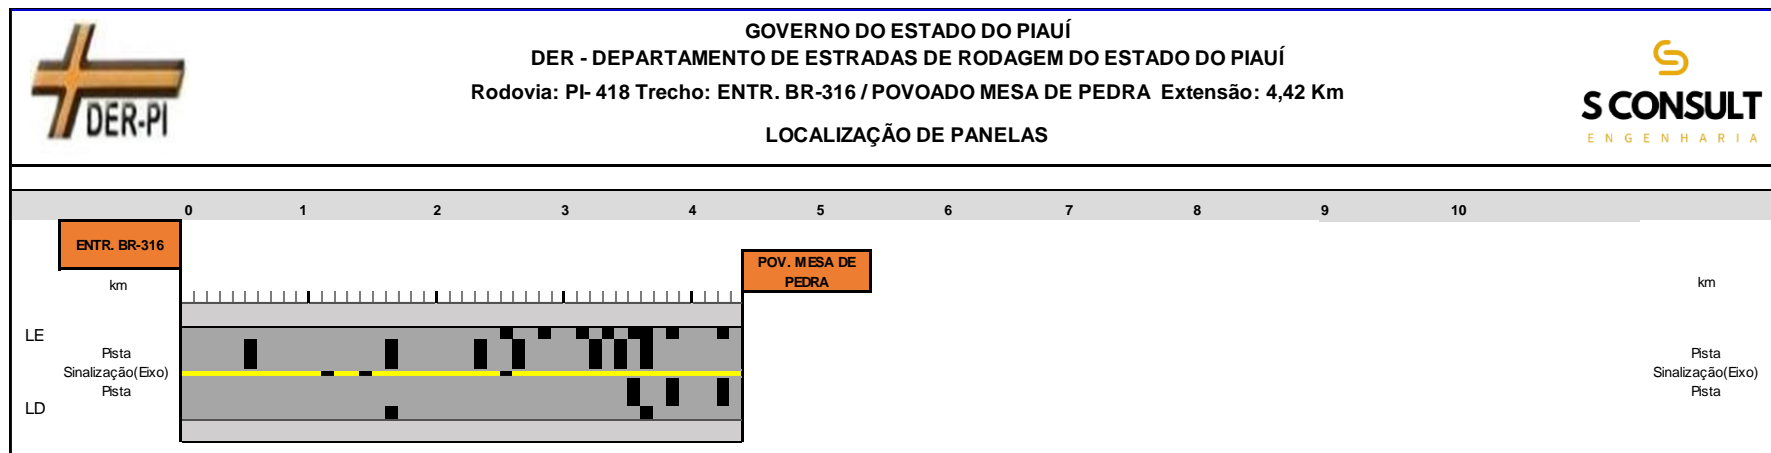 GOVERNO DO ESTADO DO PIAUÍ
DER - DEPARTAMENTO DE ESTRADAS DE RODAGEM DO ESTADO DO PIAUÍ
Rodovia: PI- 418 Trecho: ENTR. BR-316 / POVOADO MESA DE PEDRA Extensão: 4,42 Km
LOCALIZAÇÃO DE PANELAS
DER-PI
S CONSULT
ENGENHARIA
0 1 2 3 4 5 6 7 8 9 10
ENTR. BR-316
POV. MESA DE
PEDRA
km km
LE
Pista Pista
Sinalização(Eixo) Sinalização(Eixo)
Pista Pista
LD